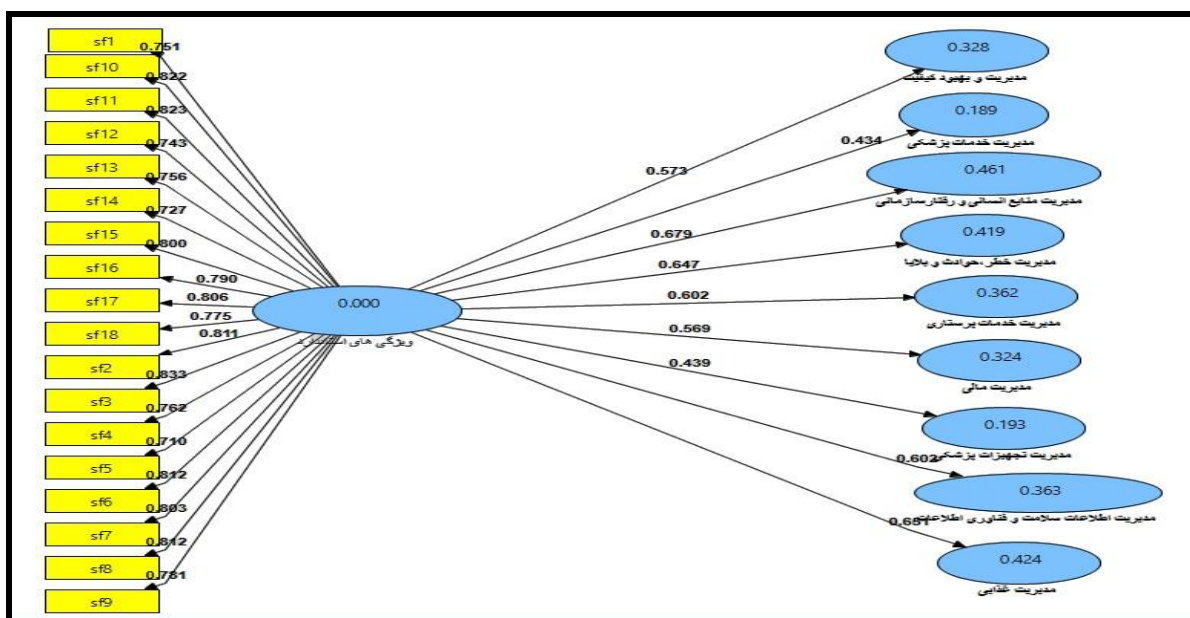 sf1
0.751
sf10
0.822
sf11
0.823
sf12
0.743
sf13
0.756
sf14
0.727
sf15
0.800
sf16
0.790
sf17
0.806
sf18
0.775
0.811
sf2
0.833
sf3
0.762
sf4
0.710
sf5
0.812
sf6
0.803
sf7
0.812
sf8
0.781
sf9
0.000
ویژگی های استاندارد
0.573
0.434
0.679
0.647
0.602
0.569
0.439
0.602
0.651
0.328
مدیریت و بهبود کیفیت
0.189
مدیریت خدمات پزشکی
0.461
مدیریت منابع انسانی و رفتارسازمانی
0.419
مدیریت خطر ،حوادث و بلایا
0.362
مدیریت خدمات پرستاری
0.324
مدیریت مالی
0.193
مدیریت تجهیزات پزشکی
0.363
مدیریت اطلاعات سلامت و فناوری اطلاعات
0.424
مدیریت غذایی